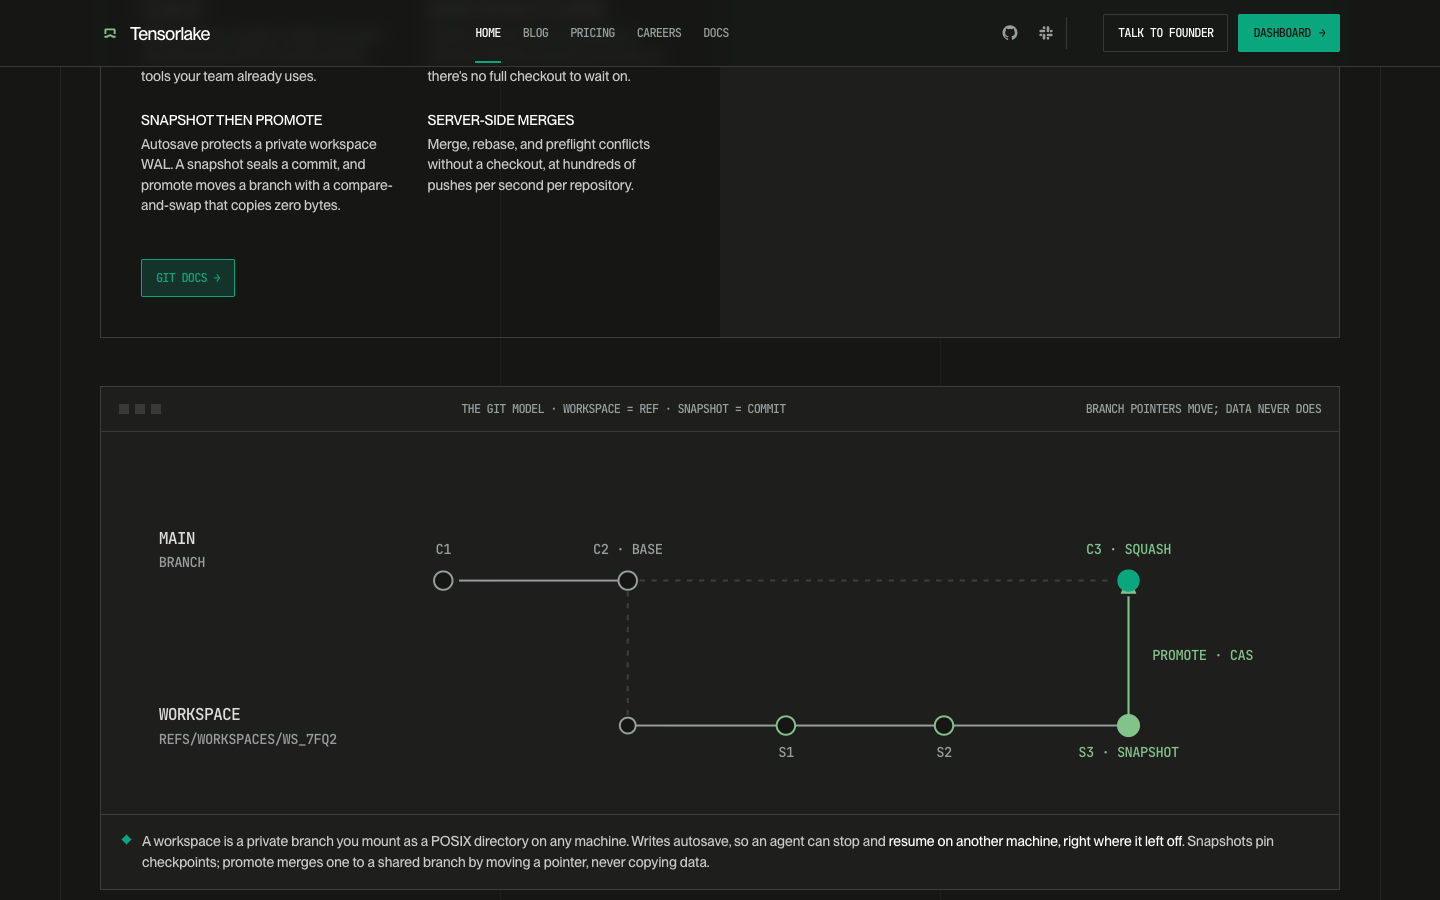 Tensorlake
HOME BLOG PRICING CAREERS DOCS
TALK TO FOUNDER
DASHBOARD →
tools your team already uses.
there's no full checkout to wait on.
SNAPSHOT THEN PROMOTE
Autosave protects a private workspace
WAL. A snapshot seals a commit, and
promote moves a branch with a compare-
and-swap that copies zero bytes.
SERVER-SIDE MERGES
Merge, rebase, and preflight conflicts
without a checkout, at hundreds of
pushes per second per repository.
GIT DOCS →
THE GIT MODEL · WORKSPACE = REF · SNAPSHOT = COMMIT
BRANCH POINTERS MOVE; DATA NEVER DOES
MAIN
BRANCH
C1
C2 · BASE
C3 · SQUASH
PROMOTE · CAS
WORKSPACE
REFS/WORKSPACES/WS_7FQ2
S1
S2
S3 · SNAPSHOT
A workspace is a private branch you mount as a POSIX directory on any machine. Writes autosave, so an agent can stop and resume on another machine, right where it left off. Snapshots pin
checkpoints; promote merges one to a shared branch by moving a pointer, never copying data.